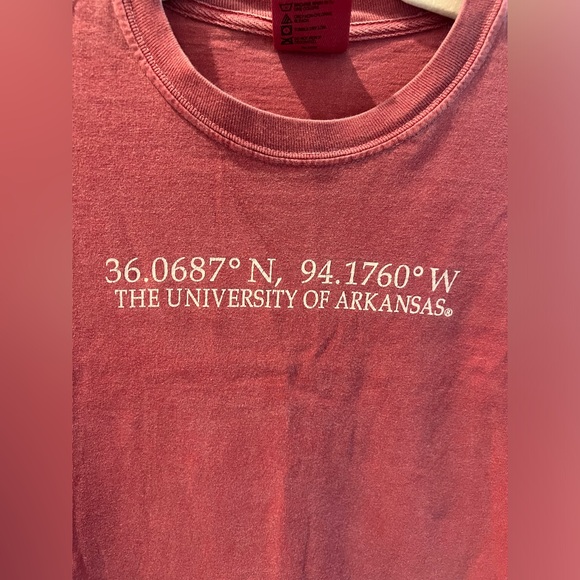 36.0687° N, 94.1760° W
THE UNIVERSITY OF ARKANSAS®